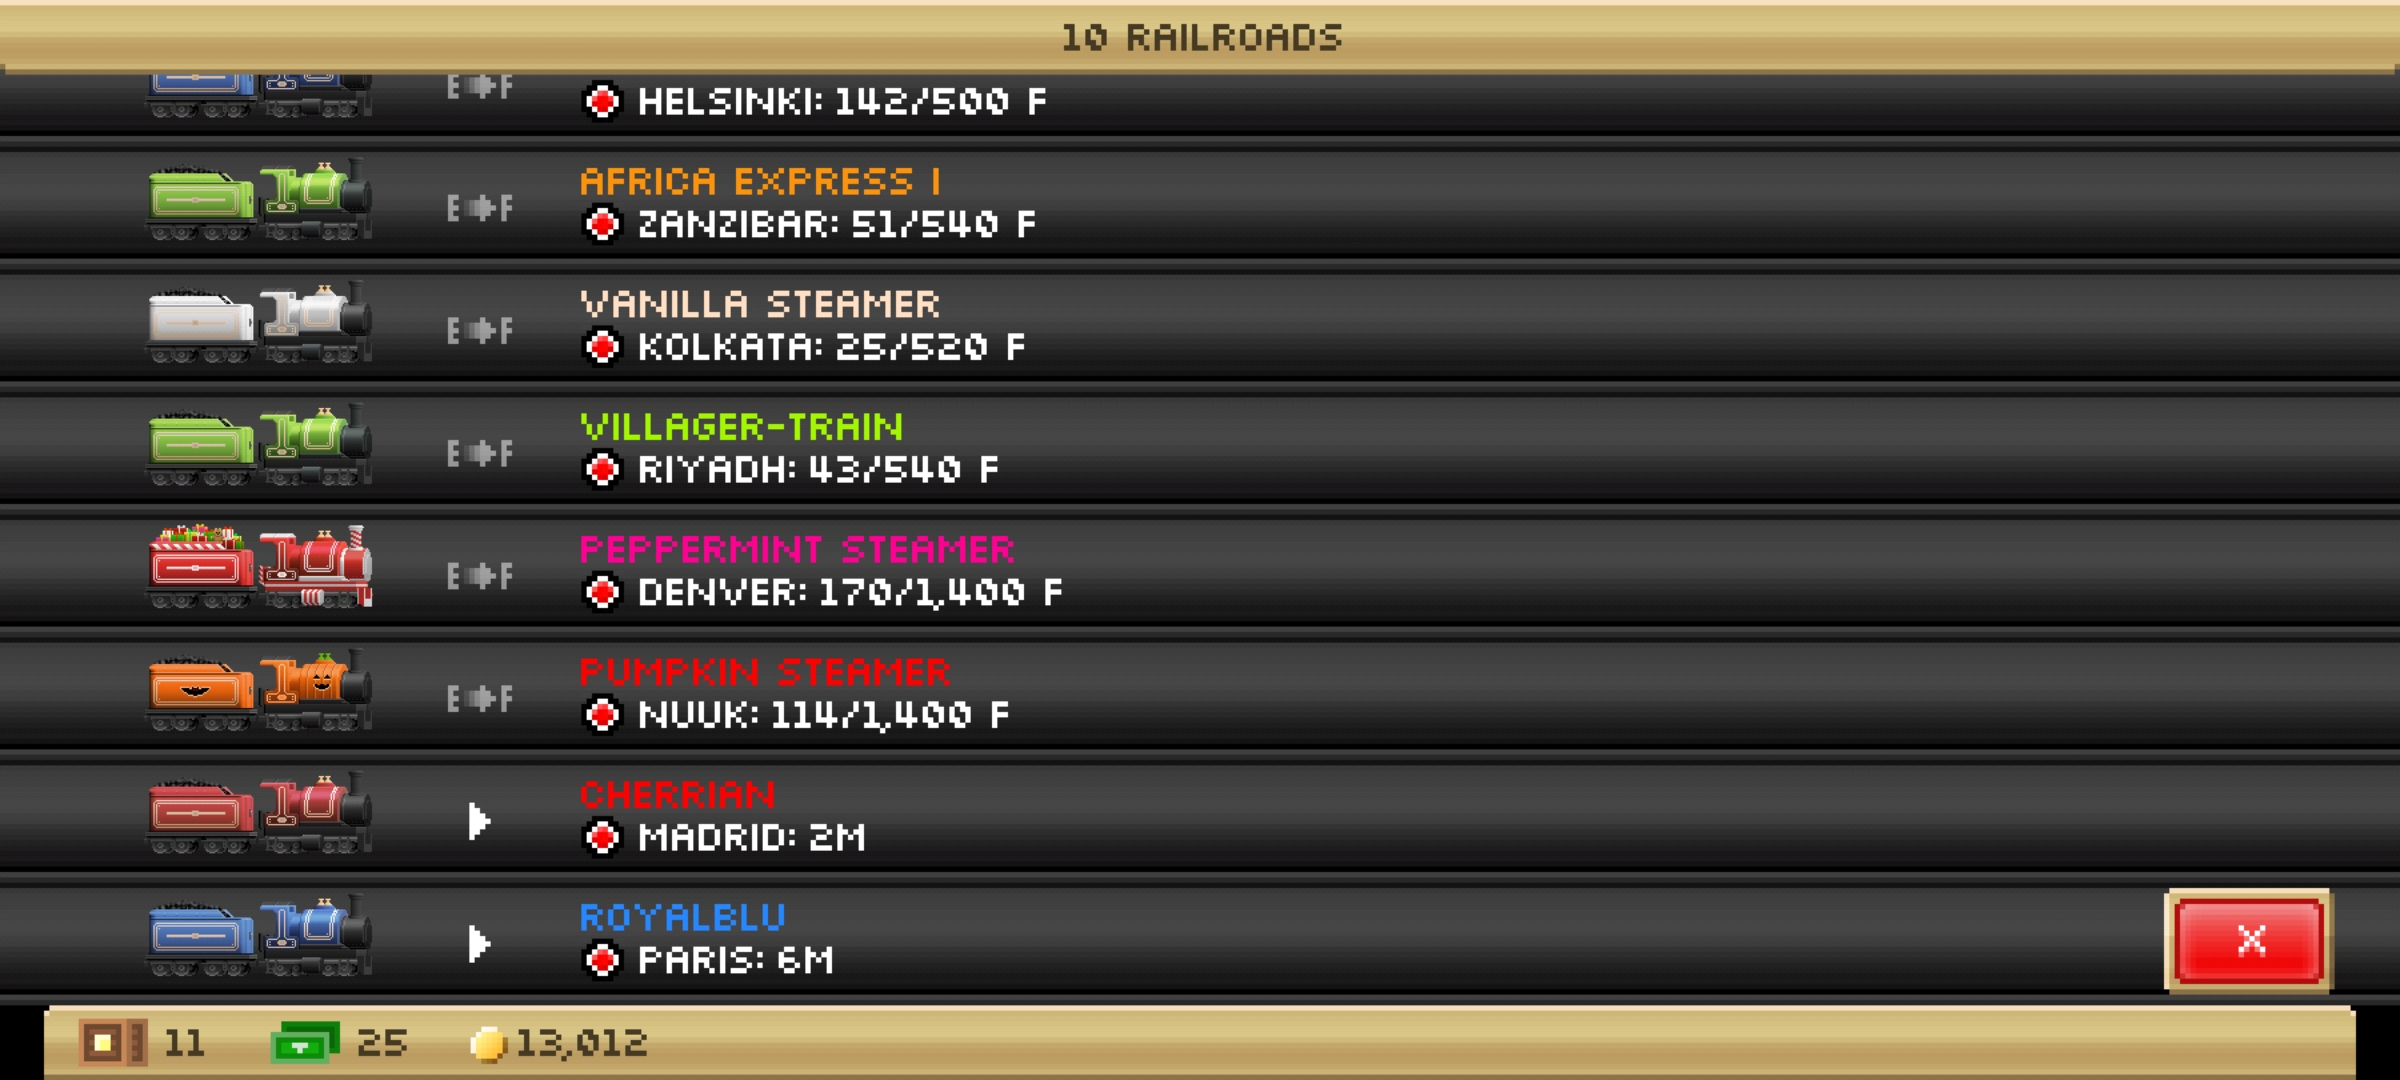 10 RAILROADS
E F
HELSINKI: 142/500 F
AFRICA EXPRESS I
E F
ZANZIBAR: 51/540 F
VANILLA STEAMER
E F
KOLKATA: 25/520 F
VILLAGER-TRAIN
E F
RIYADH: 43/540 F
PEPPERMINT STEAMER
E F
DENVER: 170/1,400 F
PUMPKIN STEAMER
E F
NUUK: 114/1,400 F
CHERRIAN
MADRID: 2M
ROYALBLU
PARIS: 6M
X
11 25 13,012